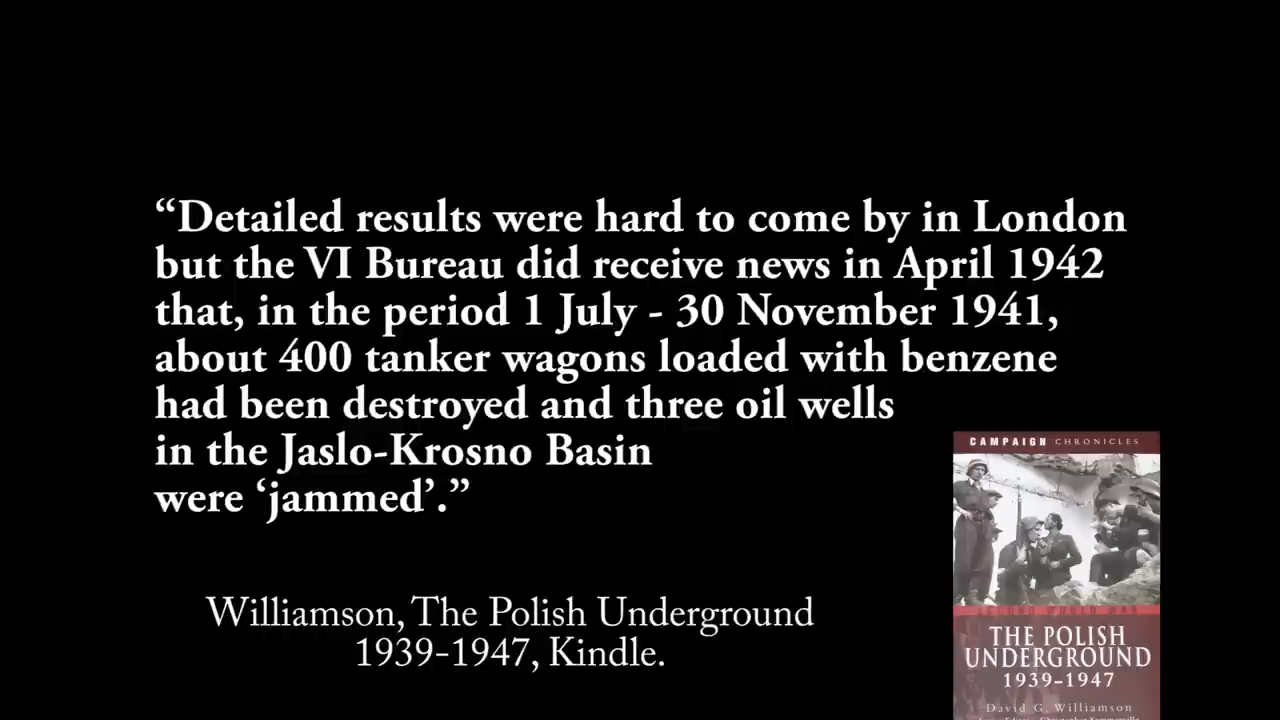 “Detailed results were hard to come by in London
but the VI Bureau did receive news in April 1942
that, in the period 1 July - 30 November 1941,
about 400 tanker wagons loaded with benzene
had been destroyed and three oil wells
in the Jaslo-Krosno Basin
were ‘jammed’.”
Williamson, The Polish Underground
1939-1947, Kindle.
CAMPAIGN CHRONICLES
SECOND WORLD WAR
THE POLISH
UNDERGROUND
1939–1947
David G. Williamson